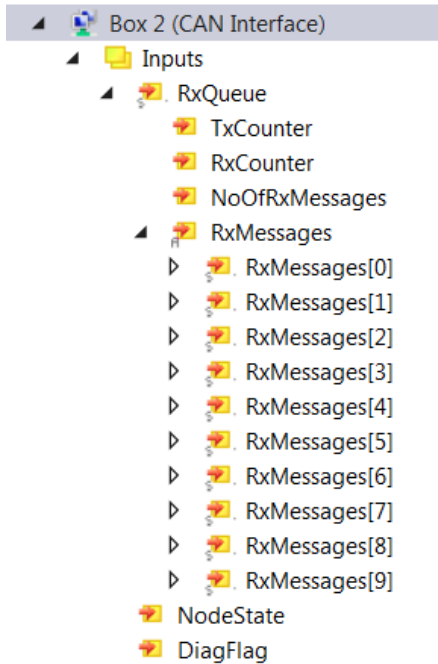 Box 2 (CAN Interface)
Inputs
RxQueue
TxCounter
RxCounter
NoOfRxMessages
RxMessages
RxMessages[0]
RxMessages[1]
RxMessages[2]
RxMessages[3]
RxMessages[4]
RxMessages[5]
RxMessages[6]
RxMessages[7]
RxMessages[8]
RxMessages[9]
NodeState
DiagFlag